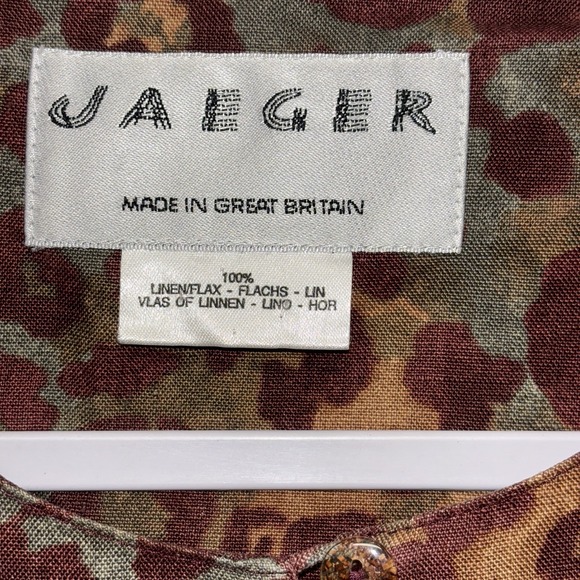 JAEGER
MADE IN GREAT BRITAIN
100%
LINEN/FLAX - FLACHS - LIN
VLAS OF LINNEN - LINO - HOR